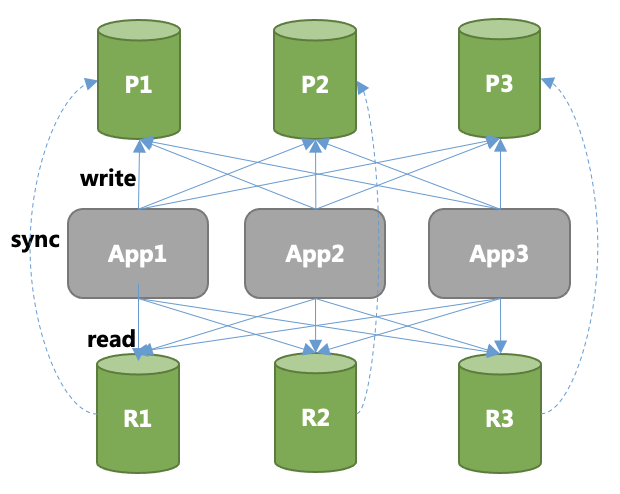 P1
P2
P3
write
sync
App1
App2
App3
read
R1
R2
R3